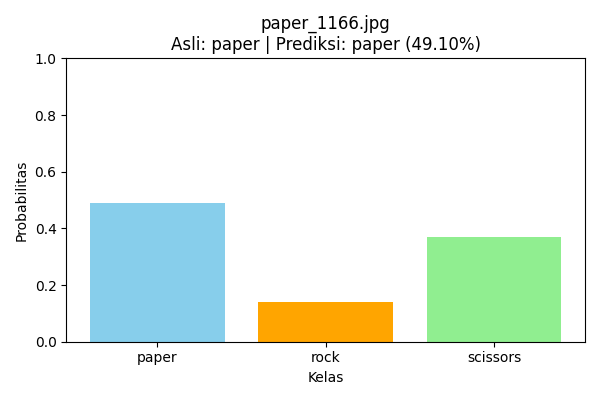 paper_1166.jpg
Asli: paper | Prediksi: paper (49.10%)
1.0
0.8
0.6
0.4
0.2
0.0
Probabilitas
paper rock scissors
Kelas